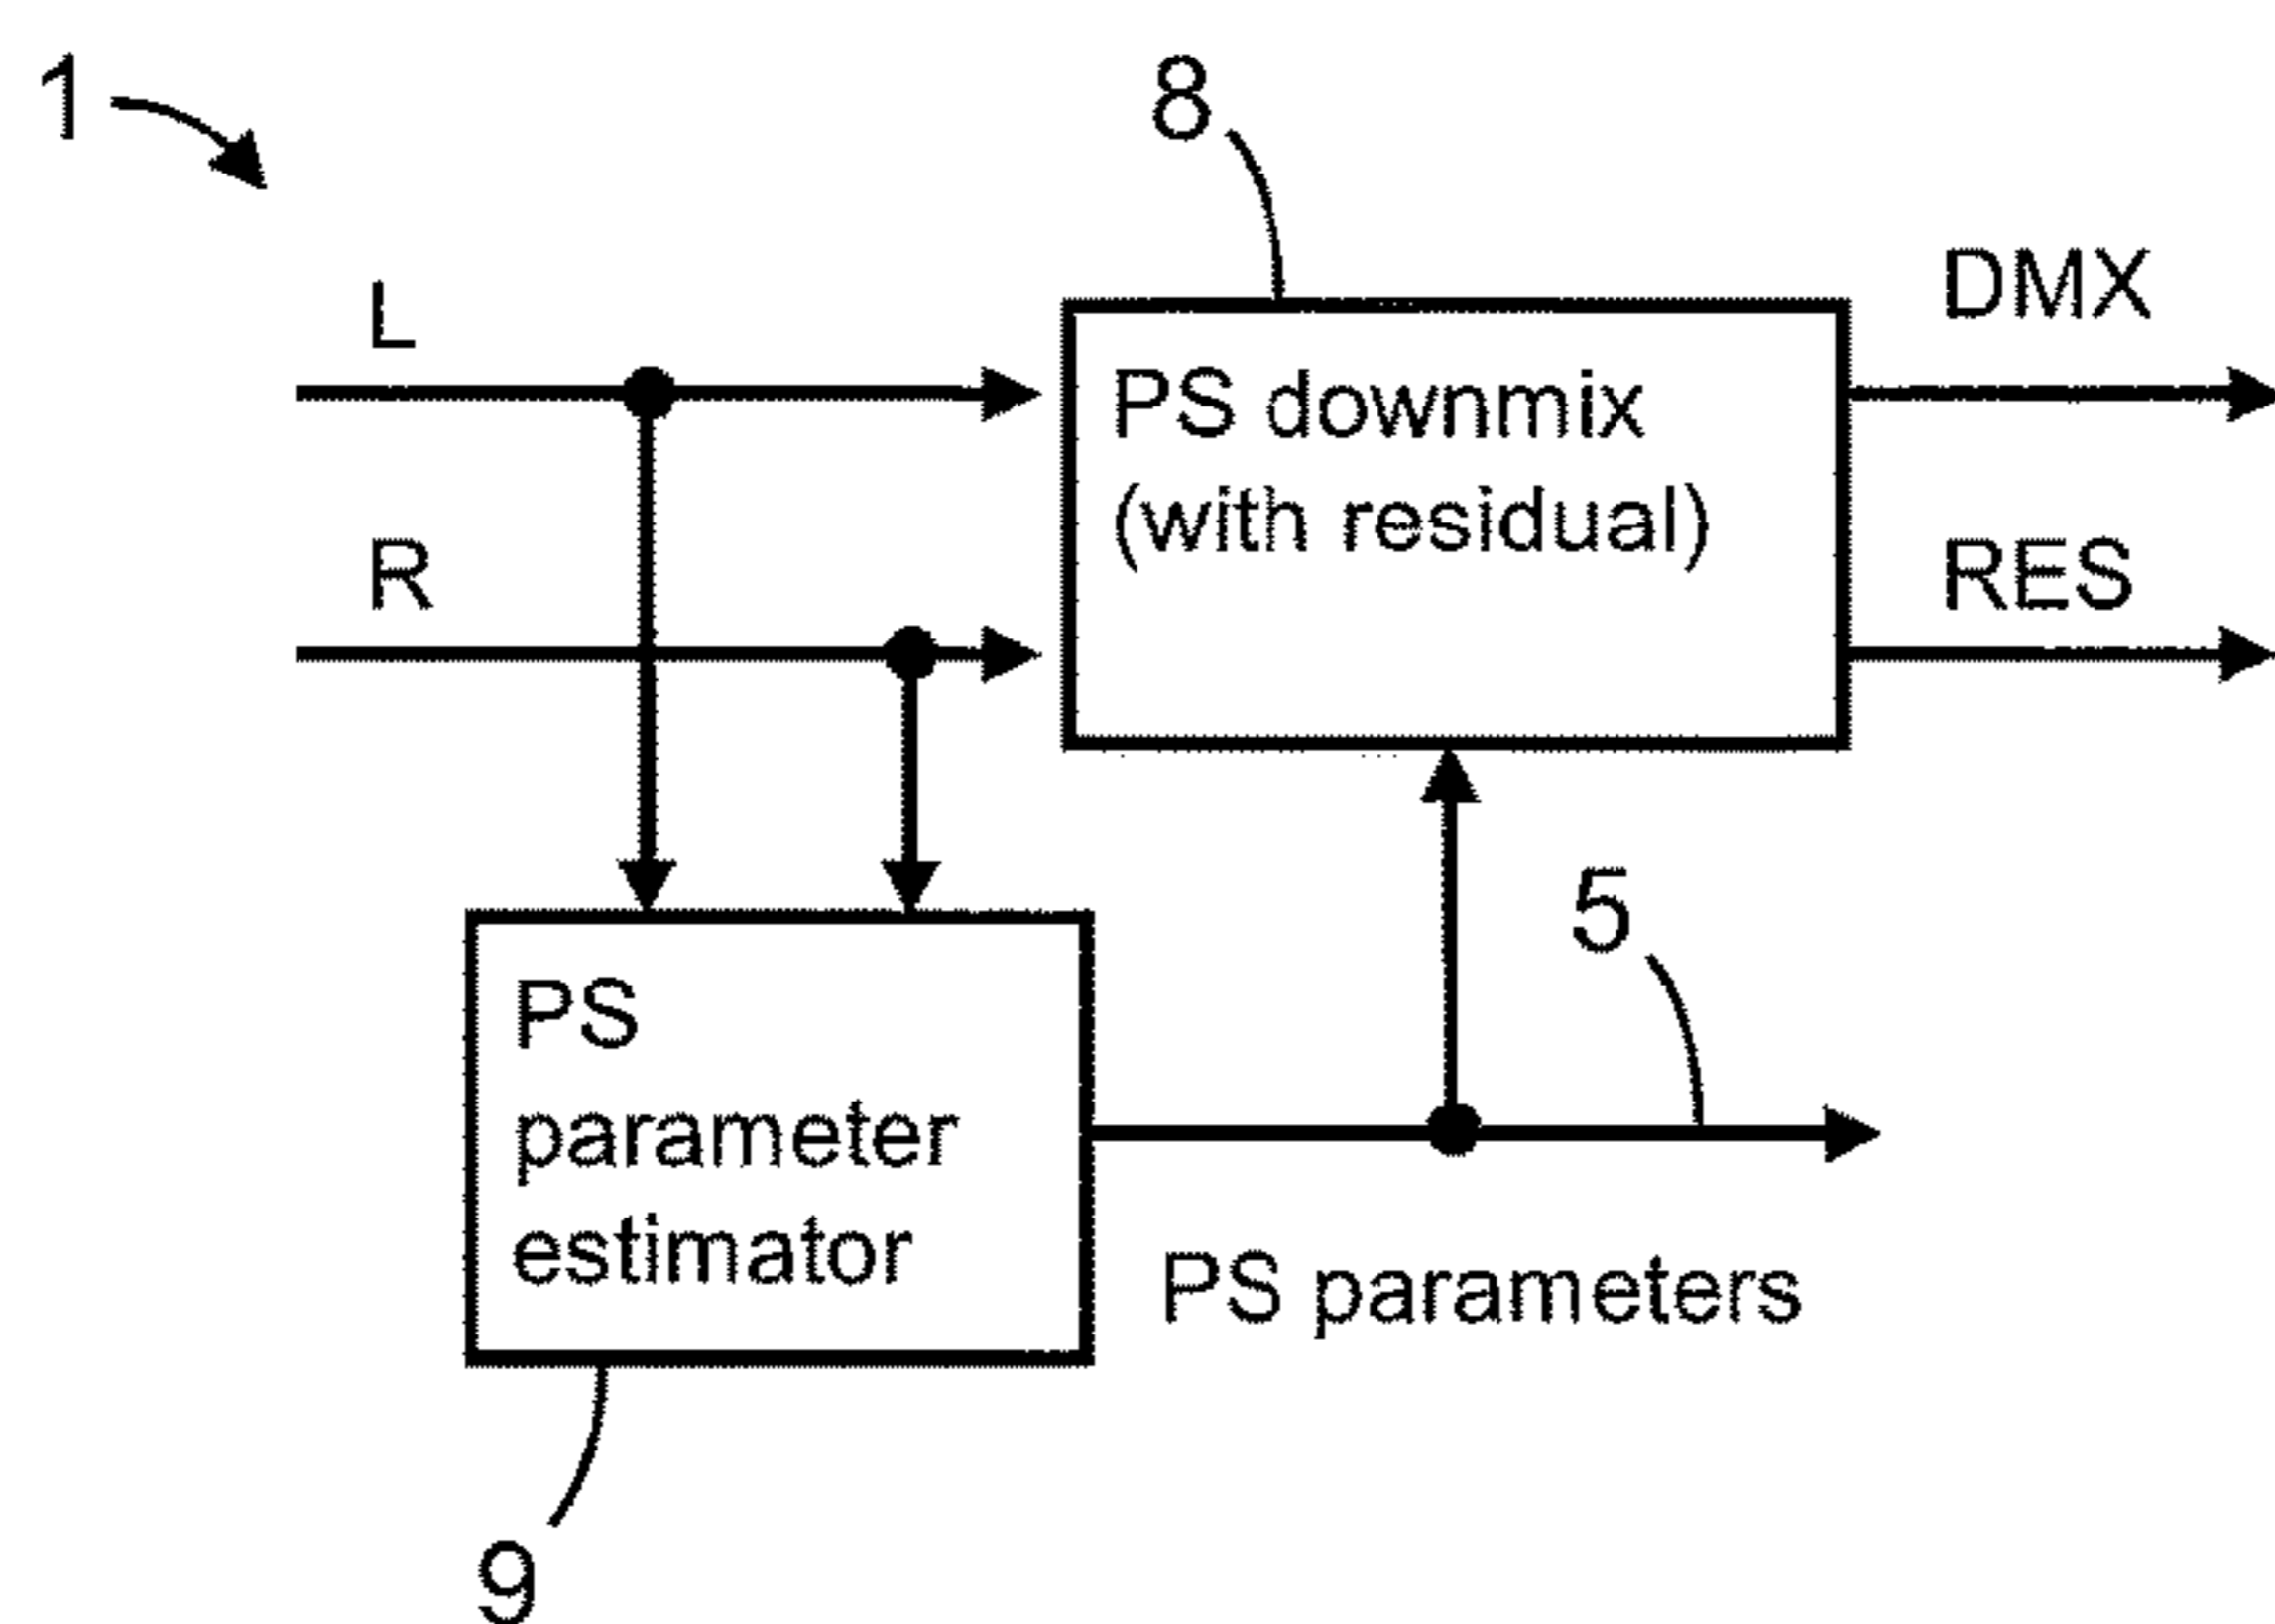 1
8
L
DMX
PS downmix
(with residual)
R
RES
5
PS
parameter
estimator
PS parameters
9